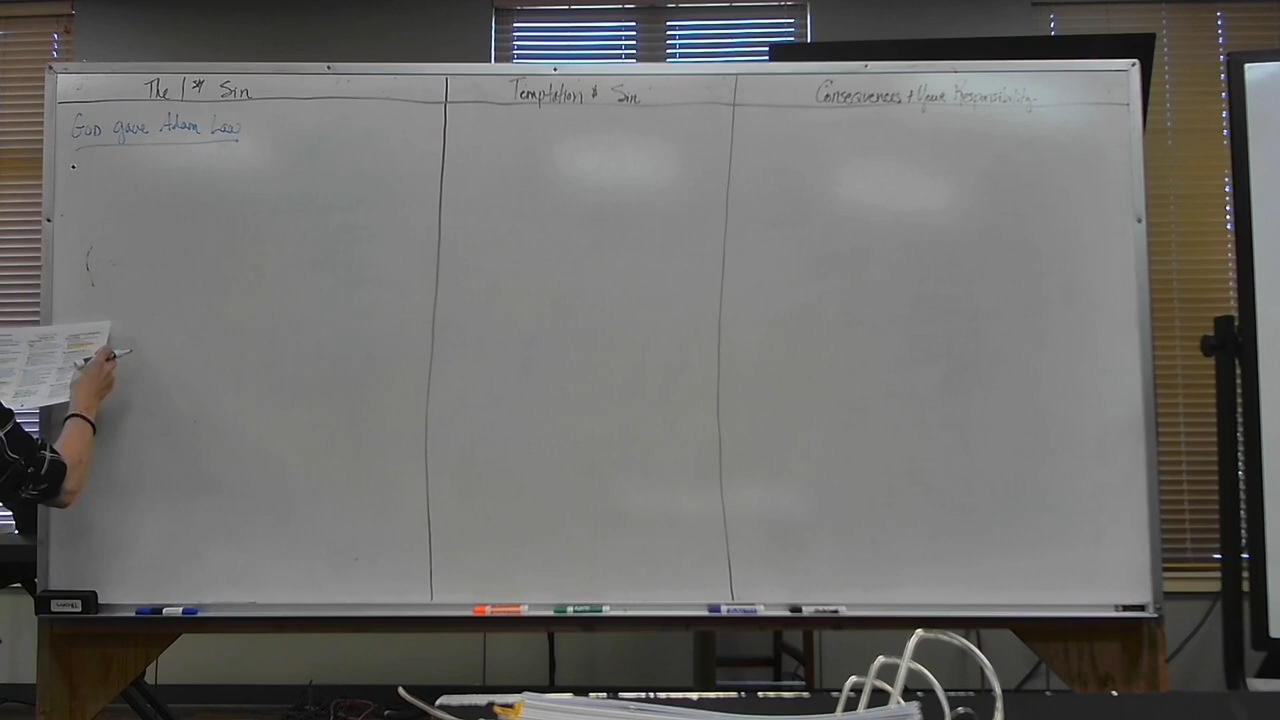 The 1st Sin
Temptation & Sin
Consequences & Your Responsibility
God gave Adam Law